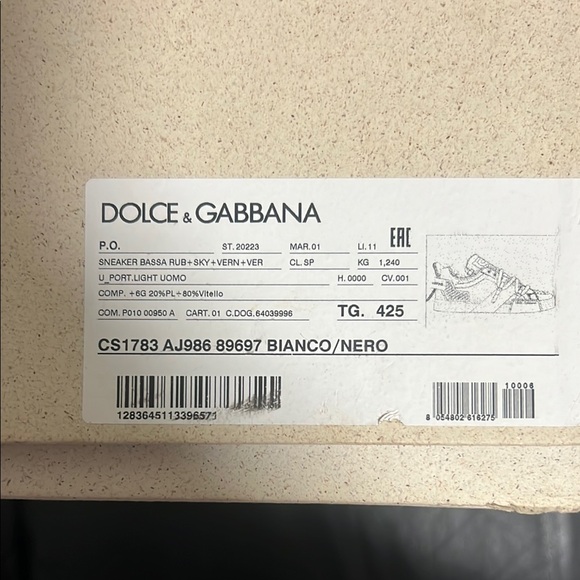 DOLCE & GABBANA
P.O. ST.20223 MAR.01 LI.11 EAC
SNEAKER BASSA RUB+SKY+VERN+VER CL.SP KG 1,240
U_PORT.LIGHT UOMO H.0000 CV.001
COMP. +6G 20%PL÷80%Vitello
COM. P010 00950 A CART. 01 C.DOG.64039996 TG. 425
CS1783 AJ986 89697 BIANCO/NERO
10006
1283645113396571
8 054802 616275